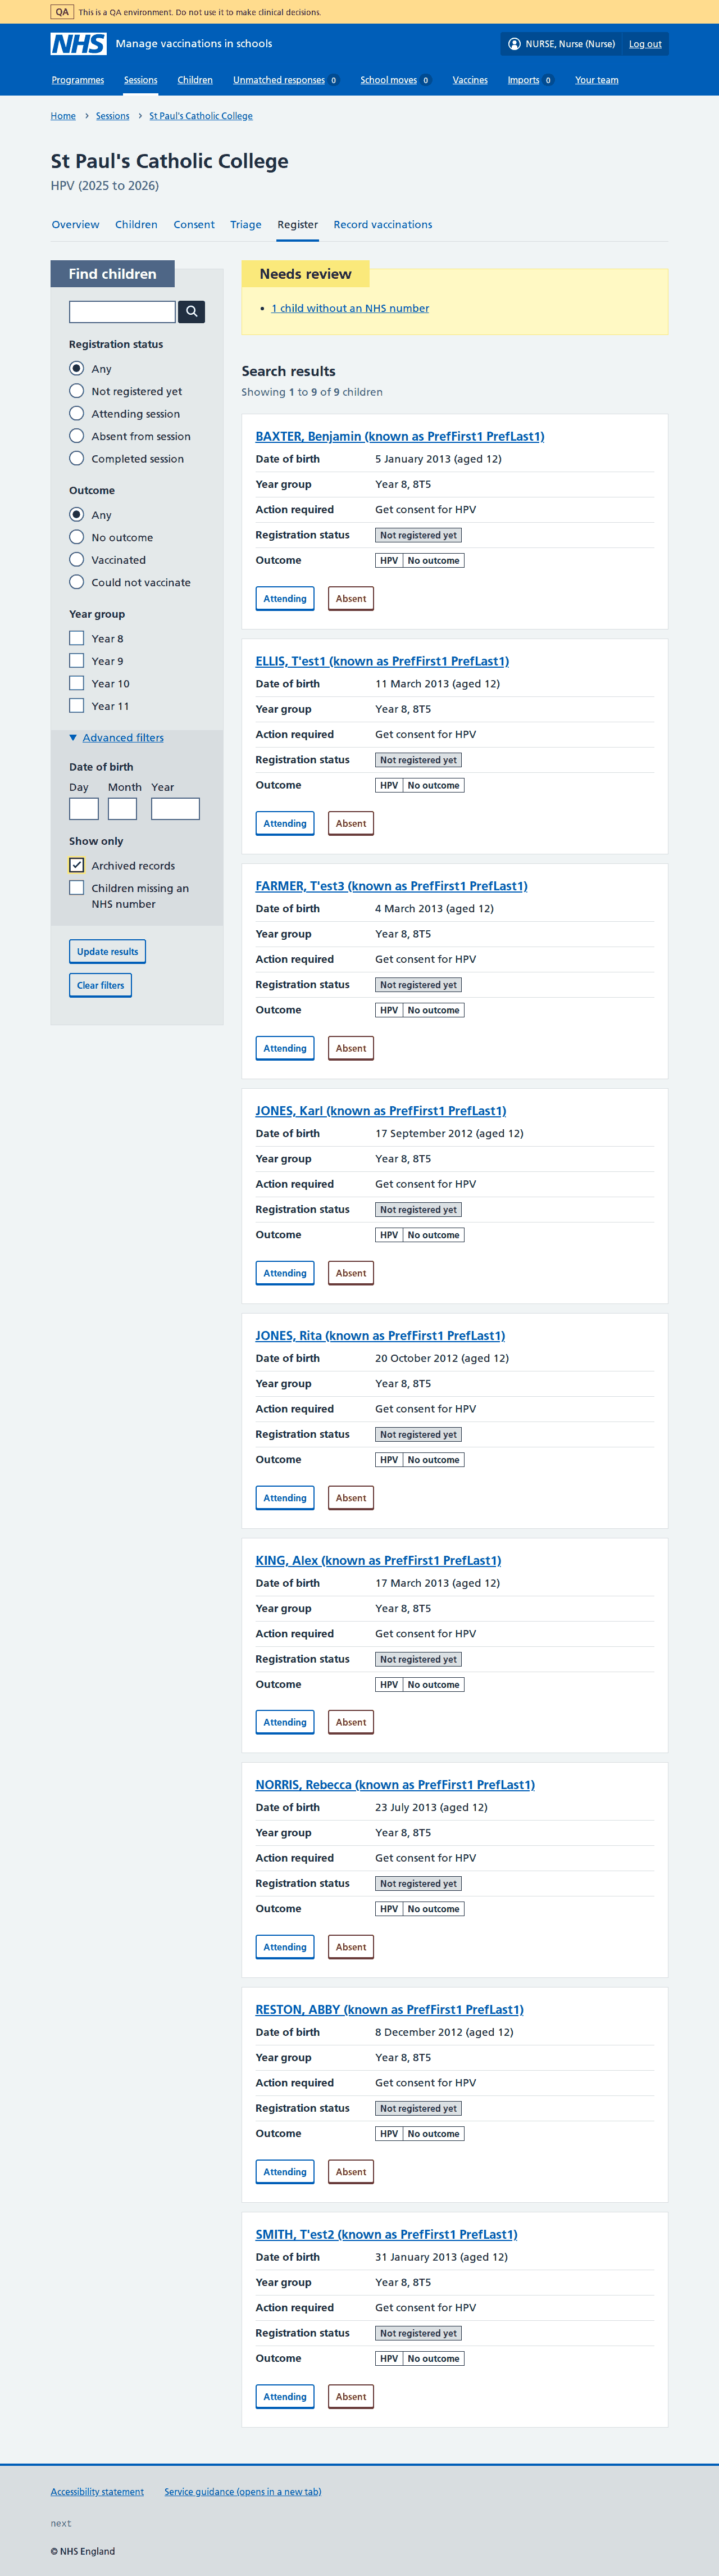 QA This is a QA environment. Do not use it to make clinical decisions.
NHS Manage vaccinations in schools
NURSE, Nurse (Nurse) Log out
Programmes Sessions Children Unmatched responses 0 School moves 0 Vaccines Imports 0 Your team
Home Sessions St Paul's Catholic College
St Paul's Catholic College
HPV (2025 to 2026)
Overview Children Consent Triage Register Record vaccinations
Find children
Registration status
Any
Not registered yet
Attending session
Absent from session
Completed session
Outcome
Any
No outcome
Vaccinated
Could not vaccinate
Year group
Year 8
Year 9
Year 10
Year 11
Advanced filters
Date of birth
Day Month Year
Show only
Archived records
Children missing an
NHS number
Update results
Clear filters
Needs review
1 child without an NHS number
Search results
Showing 1 to 9 of 9 children
BAXTER, Benjamin (known as PrefFirst1 PrefLast1)
Date of birth 5 January 2013 (aged 12)
Year group Year 8, 8T5
Action required Get consent for HPV
Registration status Not registered yet
Outcome HPV No outcome
Attending Absent
ELLIS, T'est1 (known as PrefFirst1 PrefLast1)
Date of birth 11 March 2013 (aged 12)
Year group Year 8, 8T5
Action required Get consent for HPV
Registration status Not registered yet
Outcome HPV No outcome
Attending Absent
FARMER, T'est3 (known as PrefFirst1 PrefLast1)
Date of birth 4 March 2013 (aged 12)
Year group Year 8, 8T5
Action required Get consent for HPV
Registration status Not registered yet
Outcome HPV No outcome
Attending Absent
JONES, Karl (known as PrefFirst1 PrefLast1)
Date of birth 17 September 2012 (aged 12)
Year group Year 8, 8T5
Action required Get consent for HPV
Registration status Not registered yet
Outcome HPV No outcome
Attending Absent
JONES, Rita (known as PrefFirst1 PrefLast1)
Date of birth 20 October 2012 (aged 12)
Year group Year 8, 8T5
Action required Get consent for HPV
Registration status Not registered yet
Outcome HPV No outcome
Attending Absent
KING, Alex (known as PrefFirst1 PrefLast1)
Date of birth 17 March 2013 (aged 12)
Year group Year 8, 8T5
Action required Get consent for HPV
Registration status Not registered yet
Outcome HPV No outcome
Attending Absent
NORRIS, Rebecca (known as PrefFirst1 PrefLast1)
Date of birth 23 July 2013 (aged 12)
Year group Year 8, 8T5
Action required Get consent for HPV
Registration status Not registered yet
Outcome HPV No outcome
Attending Absent
RESTON, ABBY (known as PrefFirst1 PrefLast1)
Date of birth 8 December 2012 (aged 12)
Year group Year 8, 8T5
Action required Get consent for HPV
Registration status Not registered yet
Outcome HPV No outcome
Attending Absent
SMITH, T'est2 (known as PrefFirst1 PrefLast1)
Date of birth 31 January 2013 (aged 12)
Year group Year 8, 8T5
Action required Get consent for HPV
Registration status Not registered yet
Outcome HPV No outcome
Attending Absent
Accessibility statement Service guidance (opens in a new tab)
next
© NHS England